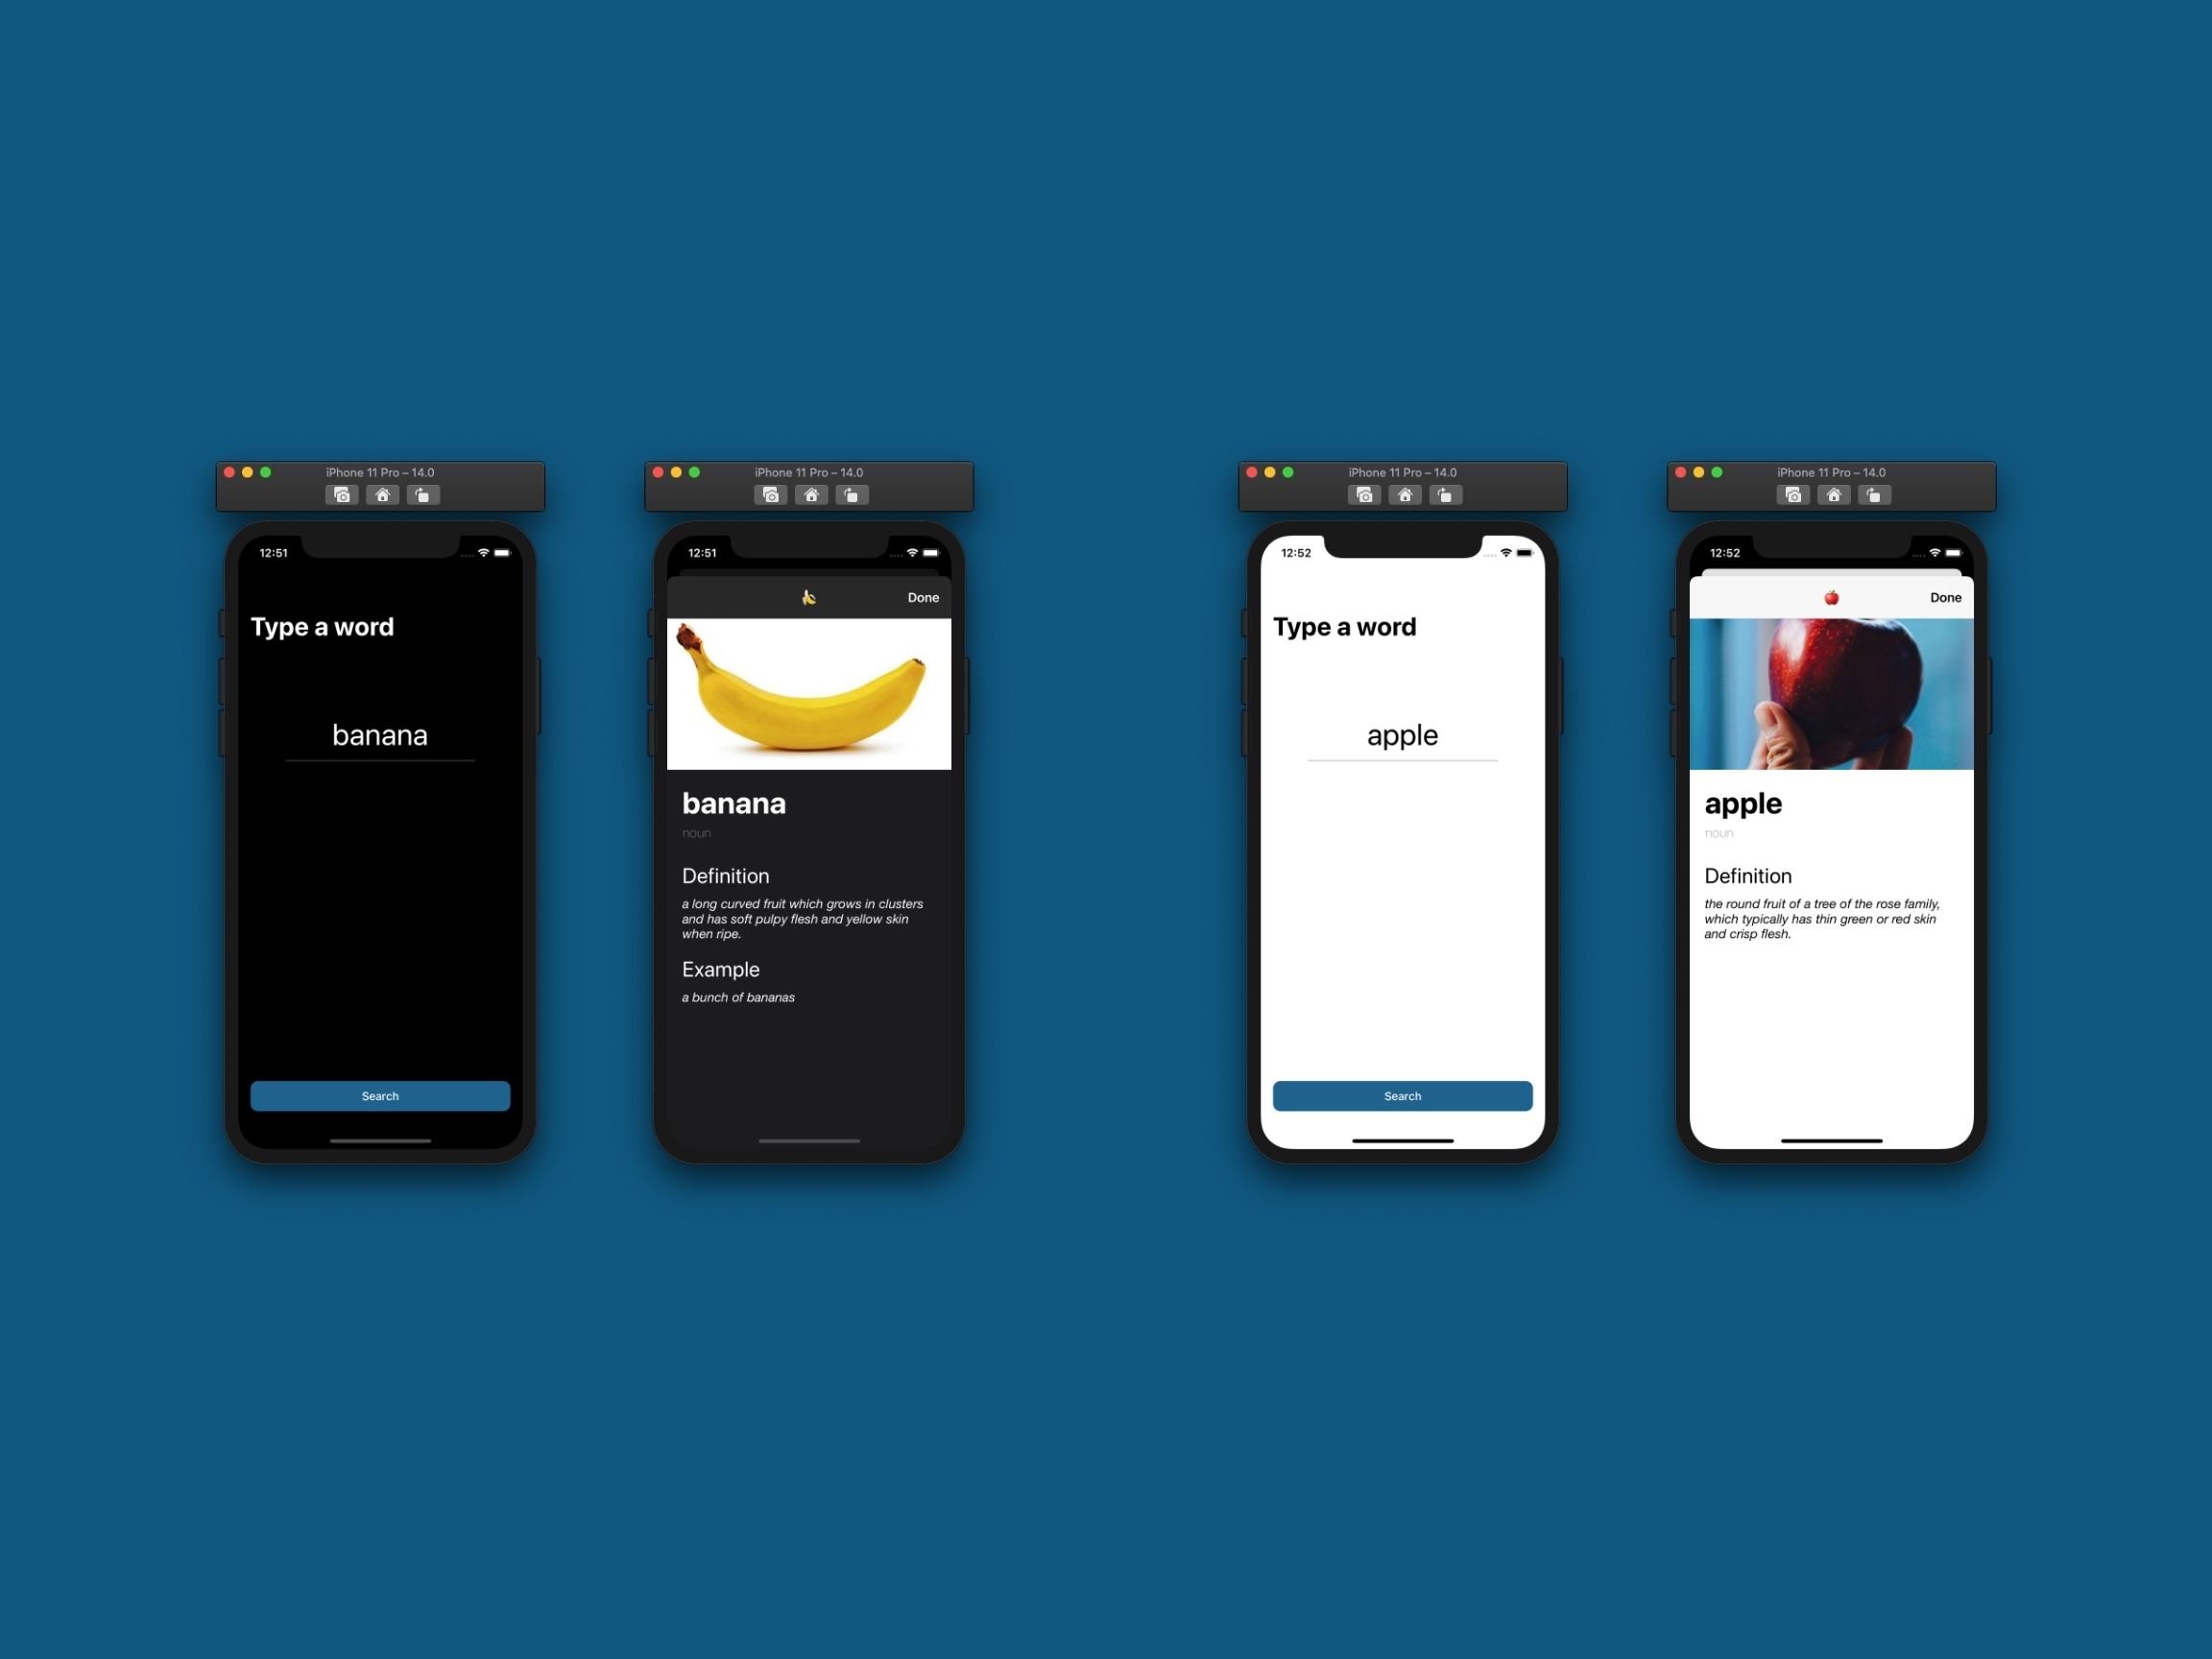 iPhone 11 Pro – 14.0
12:51
Type a word
banana
Search
iPhone 11 Pro – 14.0
12:51
Done
banana
noun
Definition
a long curved fruit which grows in clusters
and has soft pulpy flesh and yellow skin
when ripe.
Example
a bunch of bananas
iPhone 11 Pro – 14.0
12:52
Type a word
apple
Search
iPhone 11 Pro – 14.0
12:52
Done
apple
noun
Definition
the round fruit of a tree of the rose family,
which typically has thin green or red skin
and crisp flesh.